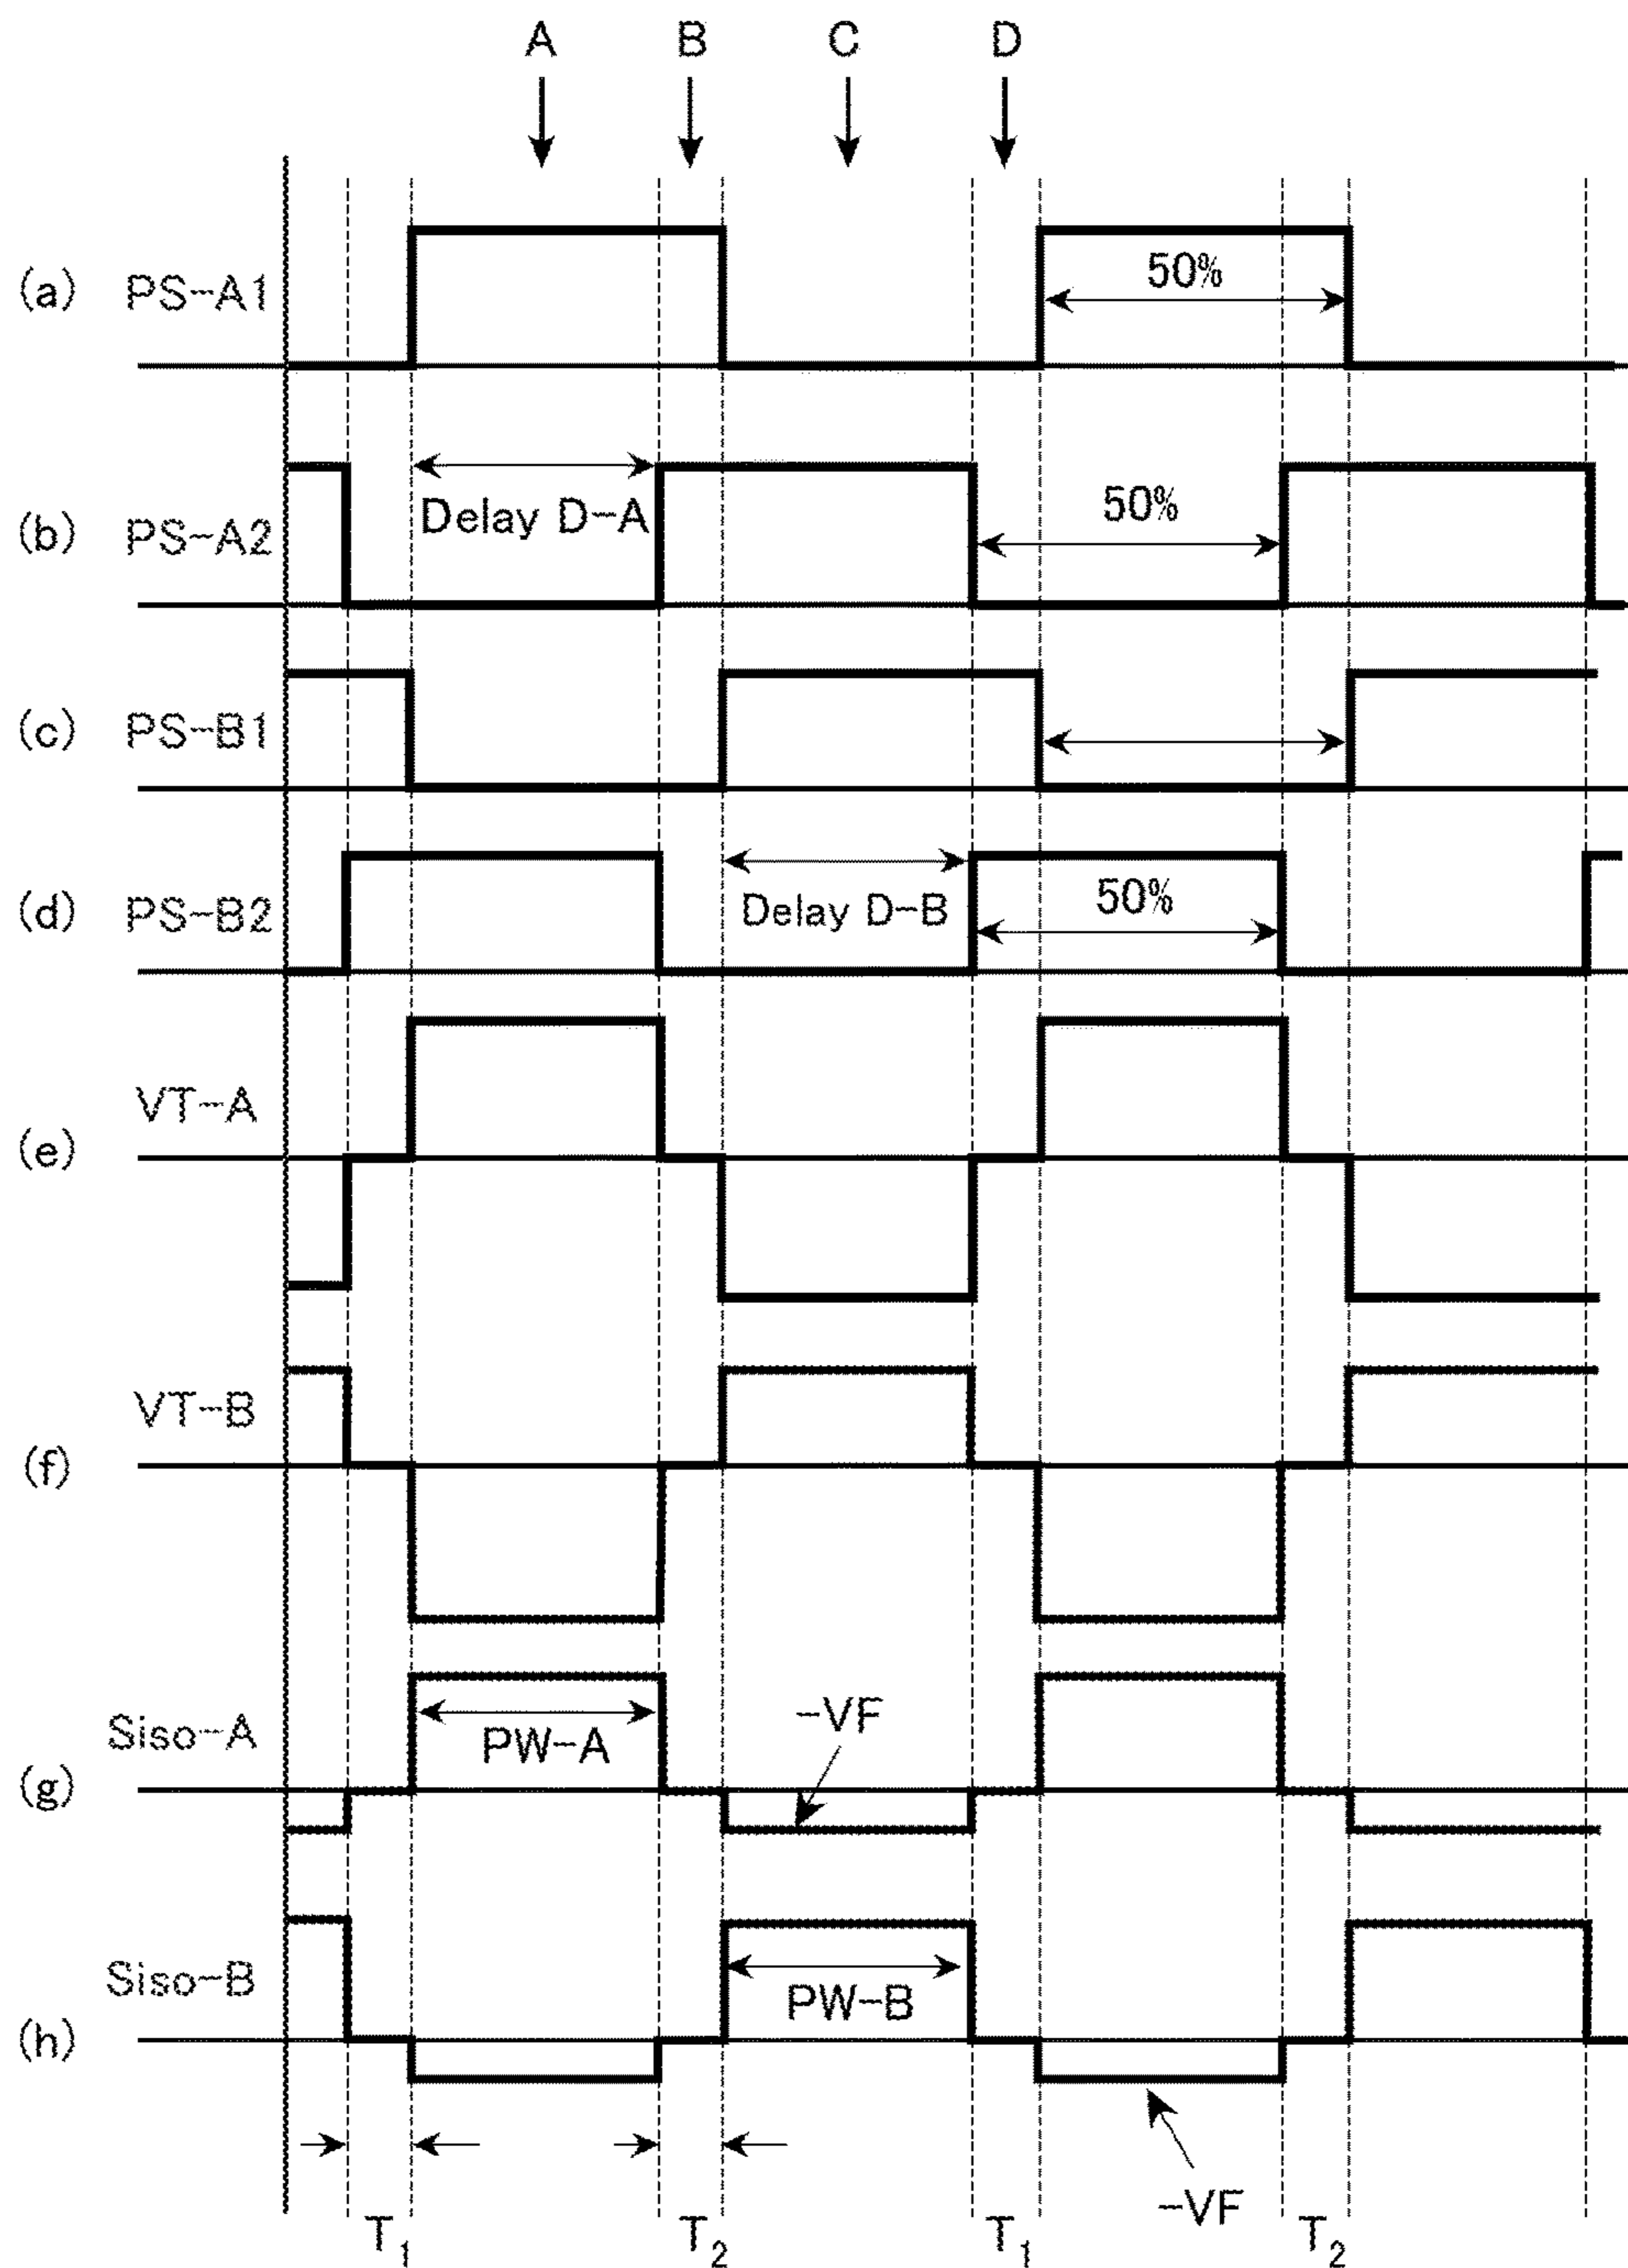 A B C D
(a) PS-A1 50%
(b) PS-A2 Delay D-A 50%
(c) PS-B1
(d) PS-B2 Delay D-B 50%
VT-A
(e)
VT-B
(f)
Siso-A PW-A -VF
(g)
Siso-B PW-B
(h)
-VF
T1 T2 T1 T2